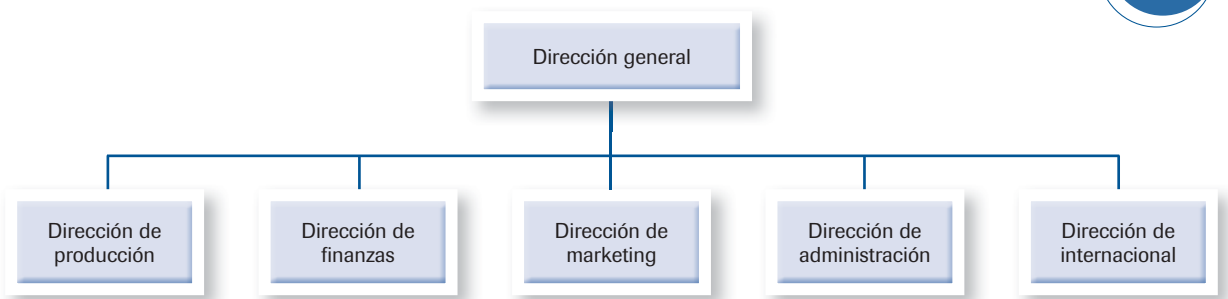 Dirección general
Dirección de
producción
Dirección de
finanzas
Dirección de
marketing
Dirección de
administración
Dirección de
internacional